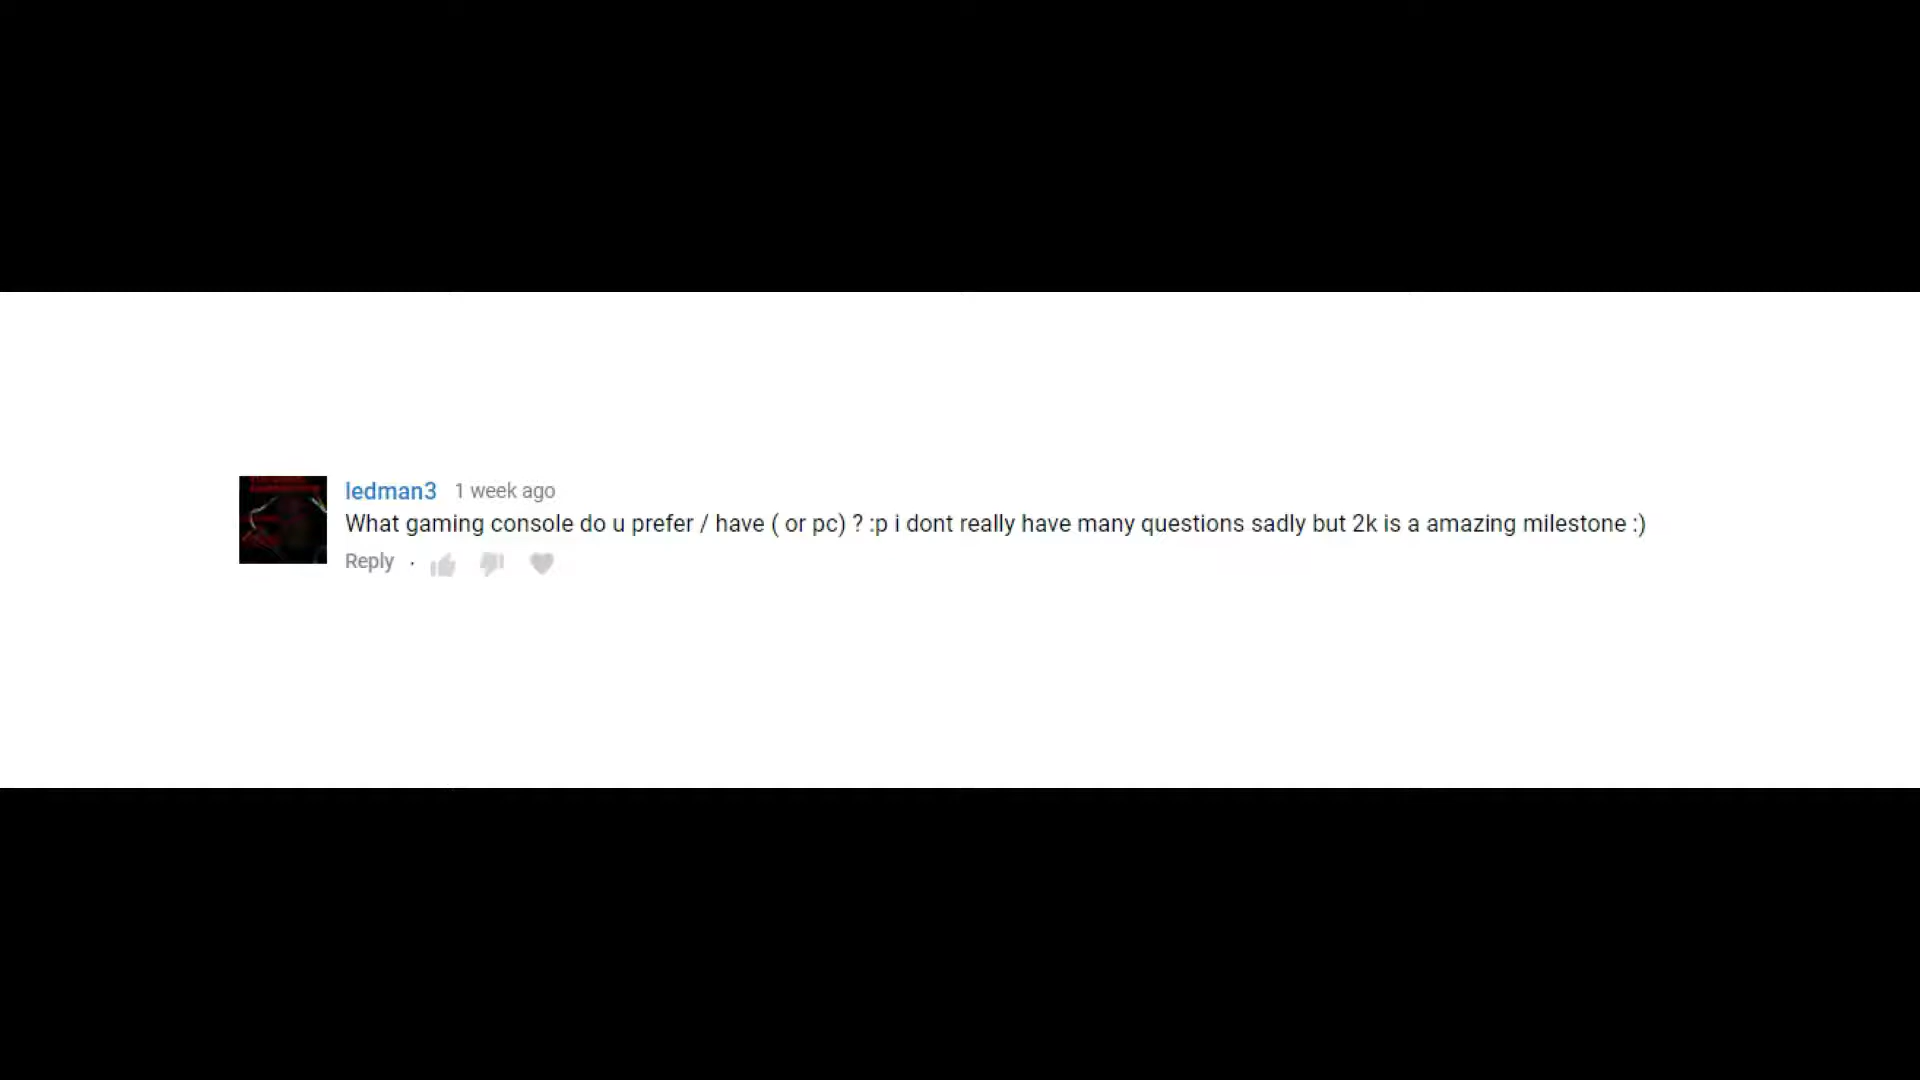 ledman3 1 week ago
What gaming console do u prefer / have ( or pc) ? :p i dont really have many questions sadly but 2k is a amazing milestone :)
Reply ·